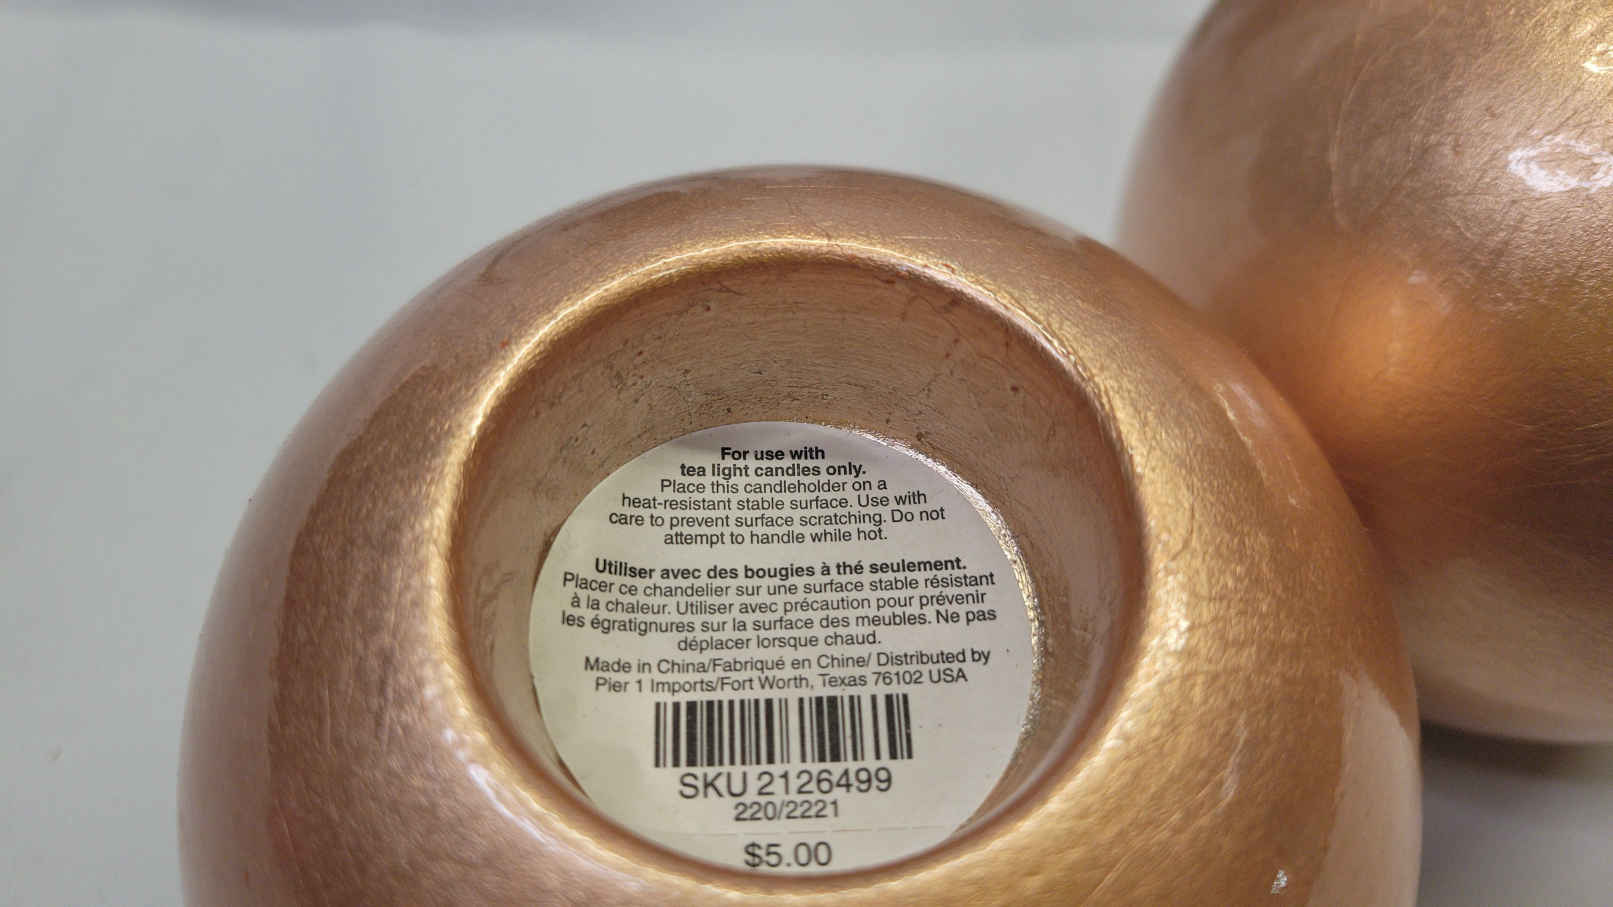 For use with
tea light candles only.
Place this candleholder on a
heat-resistant stable surface. Use with
care to prevent surface scratching. Do not
attempt to handle while hot.
Utiliser avec des bougies à thé seulement.
Placer ce chandelier sur une surface stable résistant
à la chaleur. Utiliser avec précaution pour prévenir
les égratignures sur la surface des meubles. Ne pas
déplacer lorsque chaud.
Made in China/Fabriqué en Chine/ Distributed by
Pier 1 Imports/Fort Worth, Texas 76102 USA
SKU 2126499
220/2221
$5.00